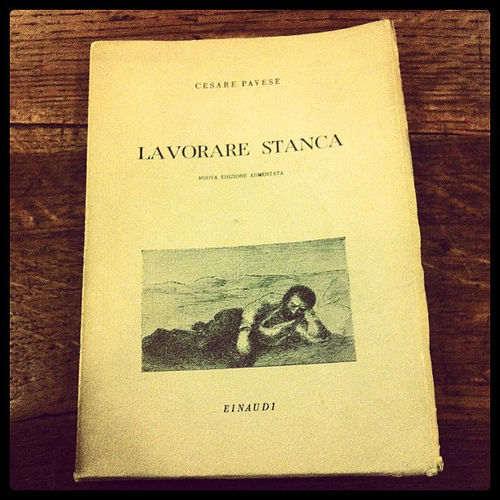 CESARE PAVESE
LAVORARE STANCA
NUOVA EDIZIONE AUMENTATA
EINAUDI